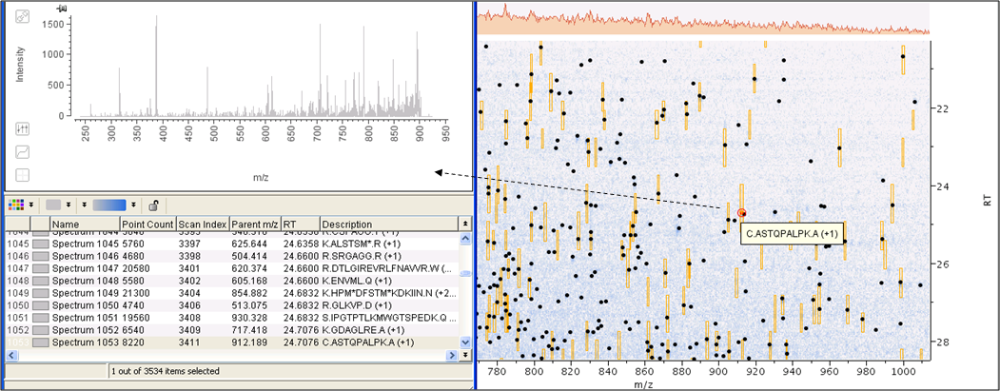 Intensity
1500
1000
500
0
250 300 350 400 450 500 550 600 650 700 750 800 850 900 950
m/z
Name Point Count Scan Index Parent m/z RT Description
1045 Spectrum 1045 5760 3397 625.644 24.6358 K.ALSTSM*.R (+1)
1046 Spectrum 1046 4680 3398 504.414 24.6600 R.SRGAGG.R (+1)
1047 Spectrum 1047 20580 3401 620.374 24.6600 R.DTLGIREVRLFNAVVR.W (...
1048 Spectrum 1048 5580 3402 605.168 24.6600 K.ENVML.Q (+1)
1049 Spectrum 1049 21300 3404 854.882 24.6832 K.HPM*DFSTM*KDKIIN.N (+2...
1050 Spectrum 1050 4740 3406 513.075 24.6832 R.GLKVP.D (+1)
1051 Spectrum 1051 19560 3408 930.328 24.6832 S.IPGTPTLKMWGTSPEDK.Q ...
1052 Spectrum 1052 6540 3409 717.418 24.7076 K.GDAGLRE.A (+1)
Spectrum 1053 8220 3411 912.189 24.7076 C.ASTQPALPK.A (+1)
1 out of 3534 items selected
C.ASTQPALPK.A (+1)
22
24
26
28
RT
780 800 820 840 860 880 900 920 940 960 980 1000
m/z